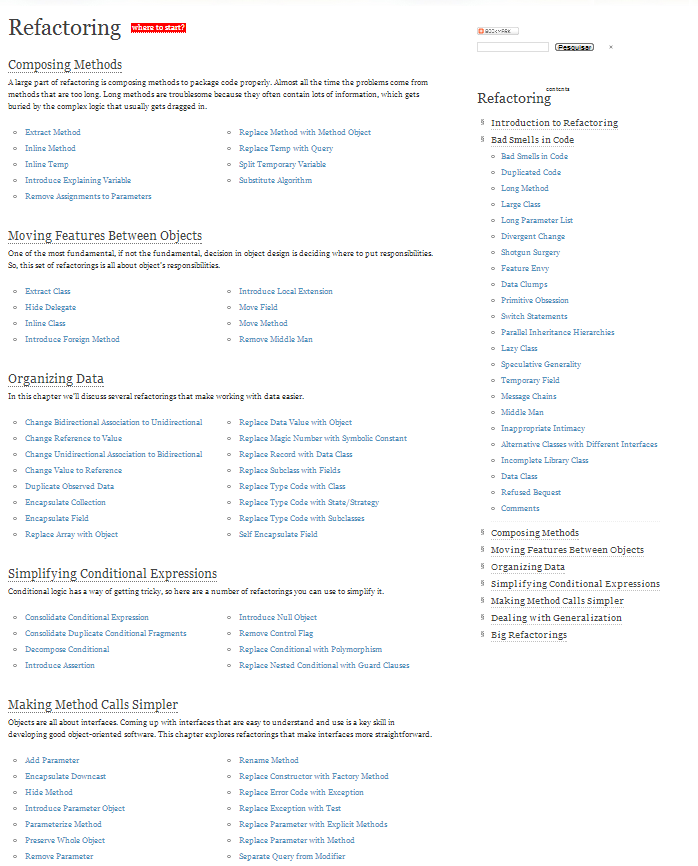 Refactoring where to start?
Composing Methods
A large part of refactoring is composing methods to package code properly. Almost all the time the problems come from
methods that are too long. Long methods are troublesome because they often contain lots of information, which gets
buried by the complex logic that usually gets dragged in.
Extract Method
Inline Method
Inline Temp
Introduce Explaining Variable
Remove Assignments to Parameters
Replace Method with Method Object
Replace Temp with Query
Split Temporary Variable
Substitute Algorithm
Moving Features Between Objects
One of the most fundamental, if not the fundamental, decision in object design is deciding where to put responsibilities.
So, this set of refactorings is all about object's responsibilities.
Extract Class
Hide Delegate
Inline Class
Introduce Foreign Method
Introduce Local Extension
Move Field
Move Method
Remove Middle Man
Organizing Data
In this chapter we'll discuss several refactorings that make working with data easier.
Change Bidirectional Association to Unidirectional
Change Reference to Value
Change Unidirectional Association to Bidirectional
Change Value to Reference
Duplicate Observed Data
Encapsulate Collection
Encapsulate Field
Replace Array with Object
Replace Data Value with Object
Replace Magic Number with Symbolic Constant
Replace Record with Data Class
Replace Subclass with Fields
Replace Type Code with Class
Replace Type Code with State/Strategy
Replace Type Code with Subclasses
Self Encapsulate Field
Simplifying Conditional Expressions
Conditional logic has a way of getting tricky, so here are a number of refactorings you can use to simplify it.
Consolidate Conditional Expression
Consolidate Duplicate Conditional Fragments
Decompose Conditional
Introduce Assertion
Introduce Null Object
Remove Control Flag
Replace Conditional with Polymorphism
Replace Nested Conditional with Guard Clauses
Making Method Calls Simpler
Objects are all about interfaces. Coming up with interfaces that are easy to understand and use is a key skill in
developing good object-oriented software. This chapter explores refactorings that make interfaces more straightforward.
Add Parameter
Encapsulate Downcast
Hide Method
Introduce Parameter Object
Parameterize Method
Preserve Whole Object
Remove Parameter
Rename Method
Replace Constructor with Factory Method
Replace Error Code with Exception
Replace Exception with Test
Replace Parameter with Explicit Methods
Replace Parameter with Method
Separate Query from Modifier
BOOKMARK
Pesquisar ×
Refactoring contents
§ Introduction to Refactoring
§ Bad Smells in Code
Bad Smells in Code
Duplicated Code
Long Method
Large Class
Long Parameter List
Divergent Change
Shotgun Surgery
Feature Envy
Data Clumps
Primitive Obsession
Switch Statements
Parallel Inheritance Hierarchies
Lazy Class
Speculative Generality
Temporary Field
Message Chains
Middle Man
Inappropriate Intimacy
Alternative Classes with Different Interfaces
Incomplete Library Class
Data Class
Refused Bequest
Comments
§ Composing Methods
§ Moving Features Between Objects
§ Organizing Data
§ Simplifying Conditional Expressions
§ Making Method Calls Simpler
§ Dealing with Generalization
§ Big Refactorings